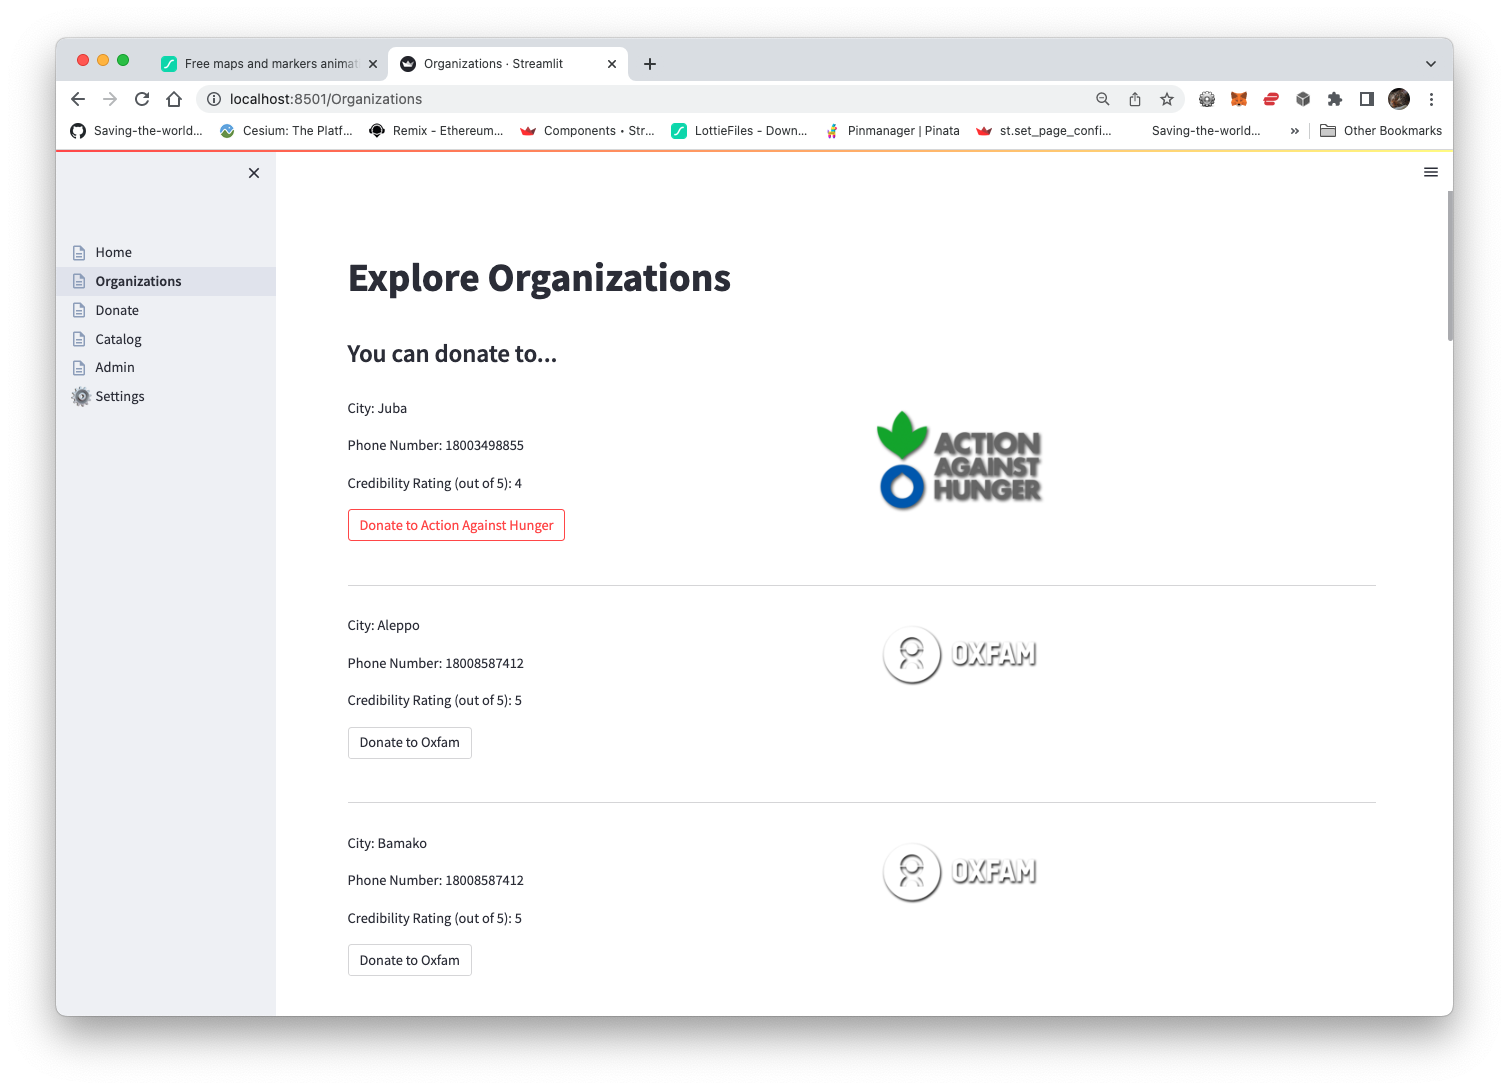 Free maps and markers animat
Organizations · Streamlit
localhost:8501/Organizations
Saving-the-world...
Cesium: The Platf...
Remix - Ethereum...
Components • Str...
LottieFiles - Down...
Pinmanager | Pinata
st.set_page_confi...
Saving-the-world...
»
Other Bookmarks
Home
Organizations
Donate
Catalog
Admin
Settings
Explore Organizations
You can donate to...
City: Juba
Phone Number: 18003498855
Credibility Rating (out of 5): 4
Donate to Action Against Hunger
ACTION
AGAINST
HUNGER
City: Aleppo
Phone Number: 18008587412
Credibility Rating (out of 5): 5
Donate to Oxfam
OXFAM
City: Bamako
Phone Number: 18008587412
Credibility Rating (out of 5): 5
Donate to Oxfam
OXFAM